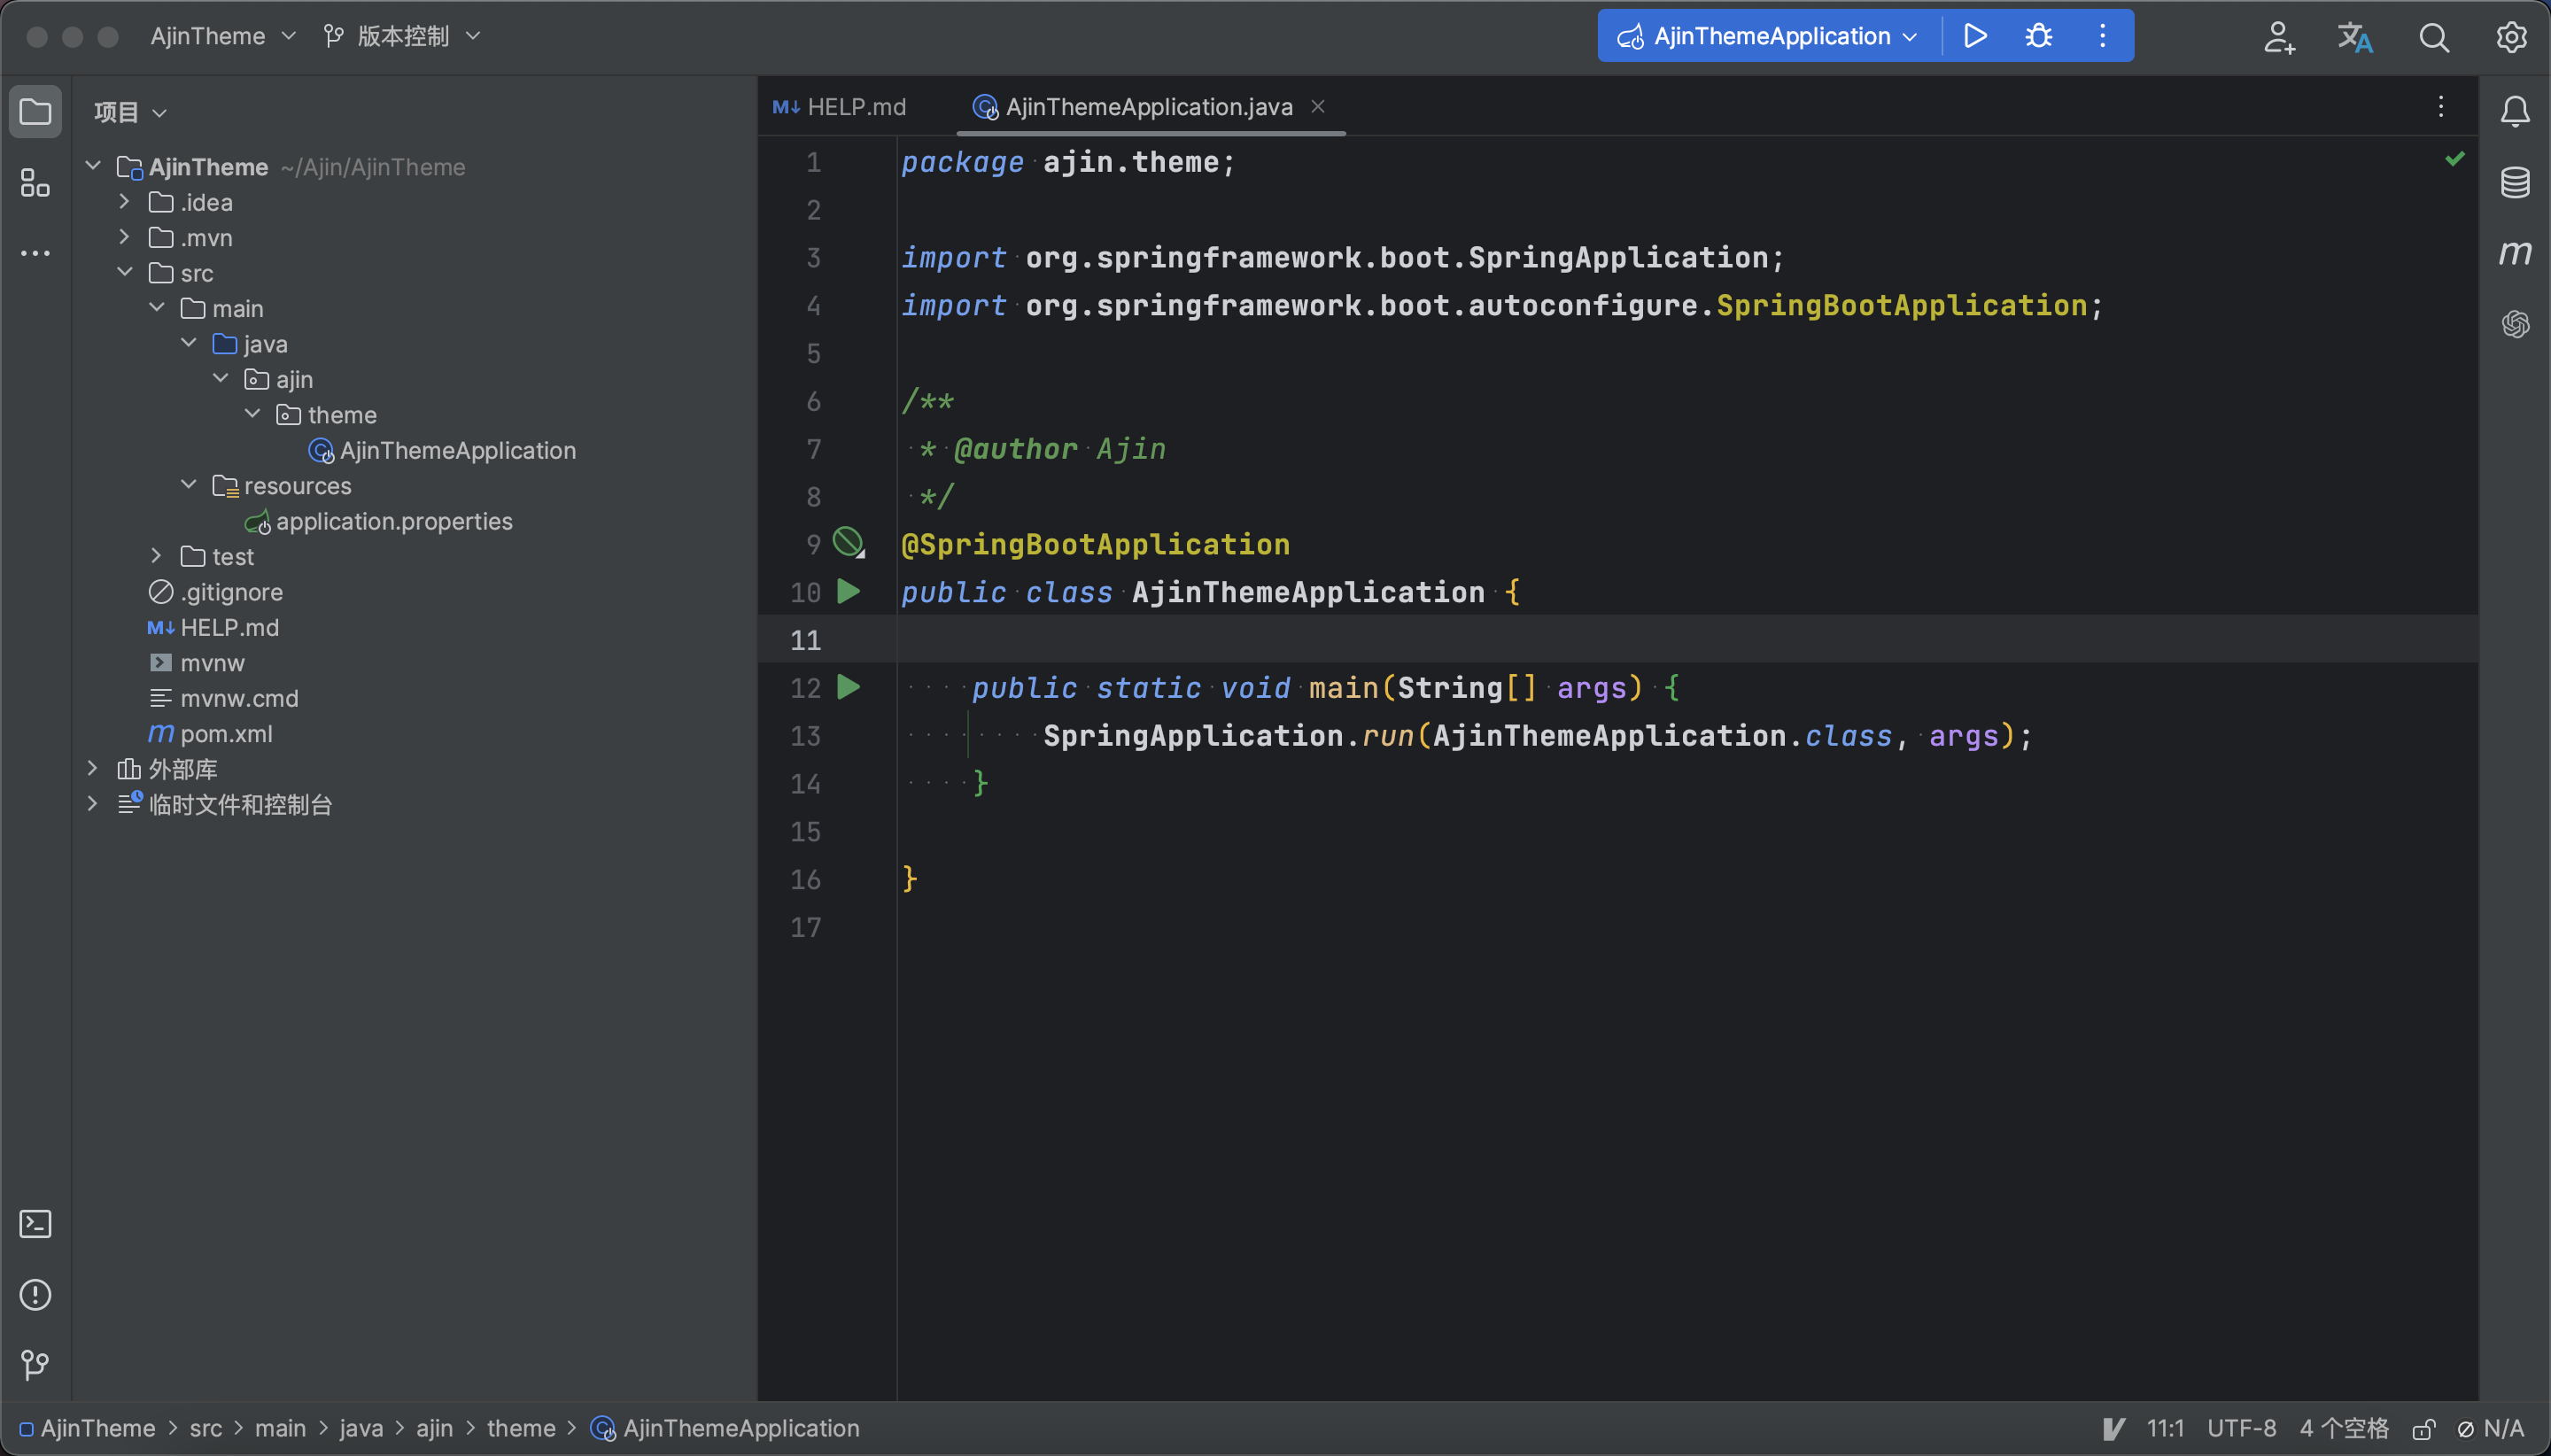 AjinTheme 版本控制 AjinThemeApplication
项目
AjinTheme ~/Ajin/AjinTheme
.idea
.mvn
src
main
java
ajin
theme
AjinThemeApplication
resources
application.properties
test
.gitignore
M↓ HELP.md
mvnw
mvnw.cmd
m pom.xml
外部库
临时文件和控制台
M↓ HELP.md AjinThemeApplication.java
1 package ajin.theme;
2
3 import org.springframework.boot.SpringApplication;
4 import org.springframework.boot.autoconfigure.SpringBootApplication;
5
6 /**
7 * @author Ajin
8 */
9 @SpringBootApplication
10 public class AjinThemeApplication {
11
12 public static void main(String[] args) {
13 SpringApplication.run(AjinThemeApplication.class, args);
14 }
15
16 }
17
m
AjinTheme > src > main > java > ajin > theme > AjinThemeApplication
11:1 UTF-8 4 个空格 N/A